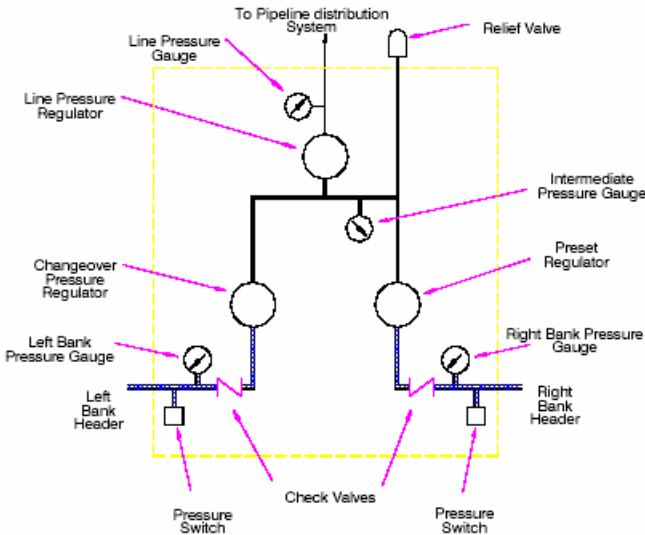 To Pipeline distribution
System
Line Pressure
Gauge
Relief Valve
Line Pressure
Regulator
Intermediate
Pressure Gauge
Changeover
Pressure
Regulator
Preset
Regulator
Left Bank
Pressure Gauge
Right Bank Pressure
Gauge
Left
Bank
Header
Right
Bank
Header
Check Valves
Pressure
Switch
Pressure
Switch